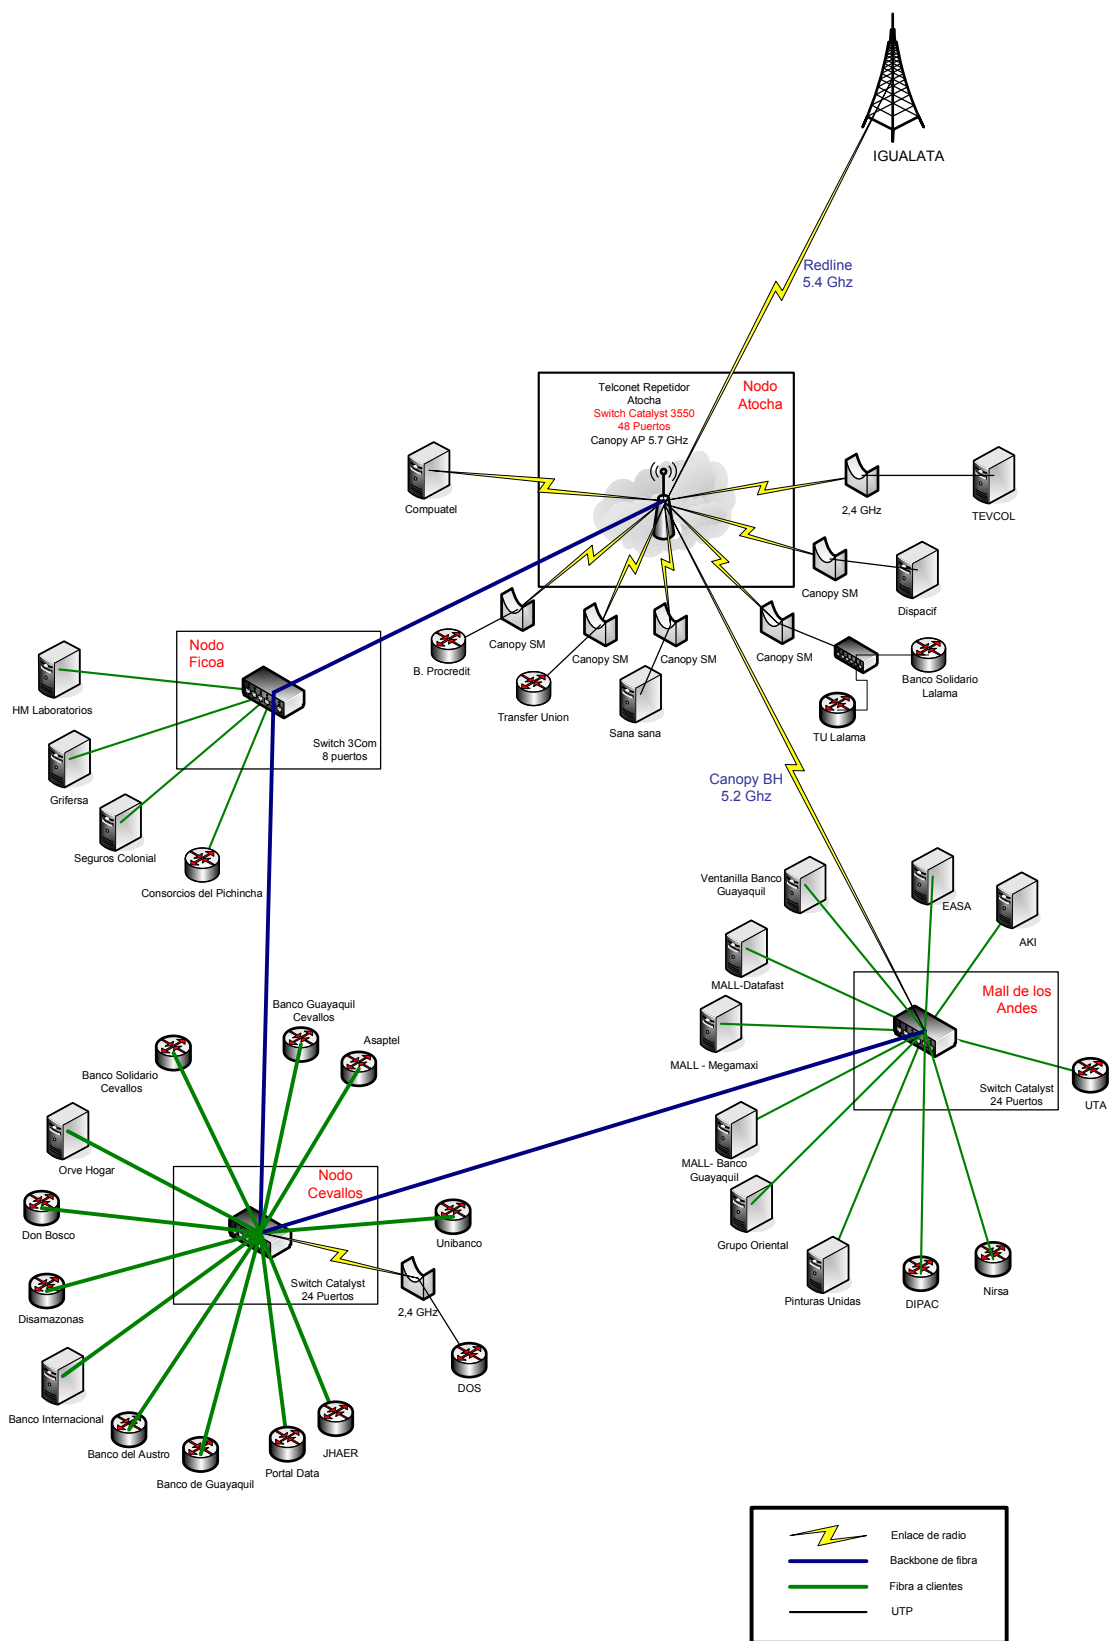 IGUALATA
Redline
5.4 Ghz
Telconet Repetidor
Atocha
Switch Catalyst 3550
48 Puertos
Canopy AP 5.7 GHz
Nodo
Atocha
Compuatel
2,4 GHz
TEVCOL
Canopy SM
Dispacif
B. Procredit
Canopy SM
Canopy SM
Canopy SM
Canopy SM
Transfer Union
Sana sana
Banco Solidario
Lalama
TU Lalama
Nodo
Ficoa
HM Laboratorios
Switch 3Com
8 puertos
Grifersa
Seguros Colonial
Consorcios del Pichincha
Canopy BH
5.2 Ghz
Ventanilla Banco
Guayaquil
EASA
AKI
MALL-Datafast
Mall de los
Andes
MALL - Megamaxi
Switch Catalyst
24 Puertos
UTA
MALL- Banco
Guayaquil
Grupo Oriental
Pinturas Unidas
DIPAC
Nirsa
Banco Guayaquil
Cevallos
Asaptel
Banco Solidario
Cevallos
Orve Hogar
Nodo
Cevallos
Don Bosco
Unibanco
Switch Catalyst
24 Puertos
2,4 GHz
Disamazonas
DOS
Banco Internacional
Banco del Austro
Banco de Guayaquil
Portal Data
JHAER
Enlace de radio
Backbone de fibra
Fibra a clientes
UTP